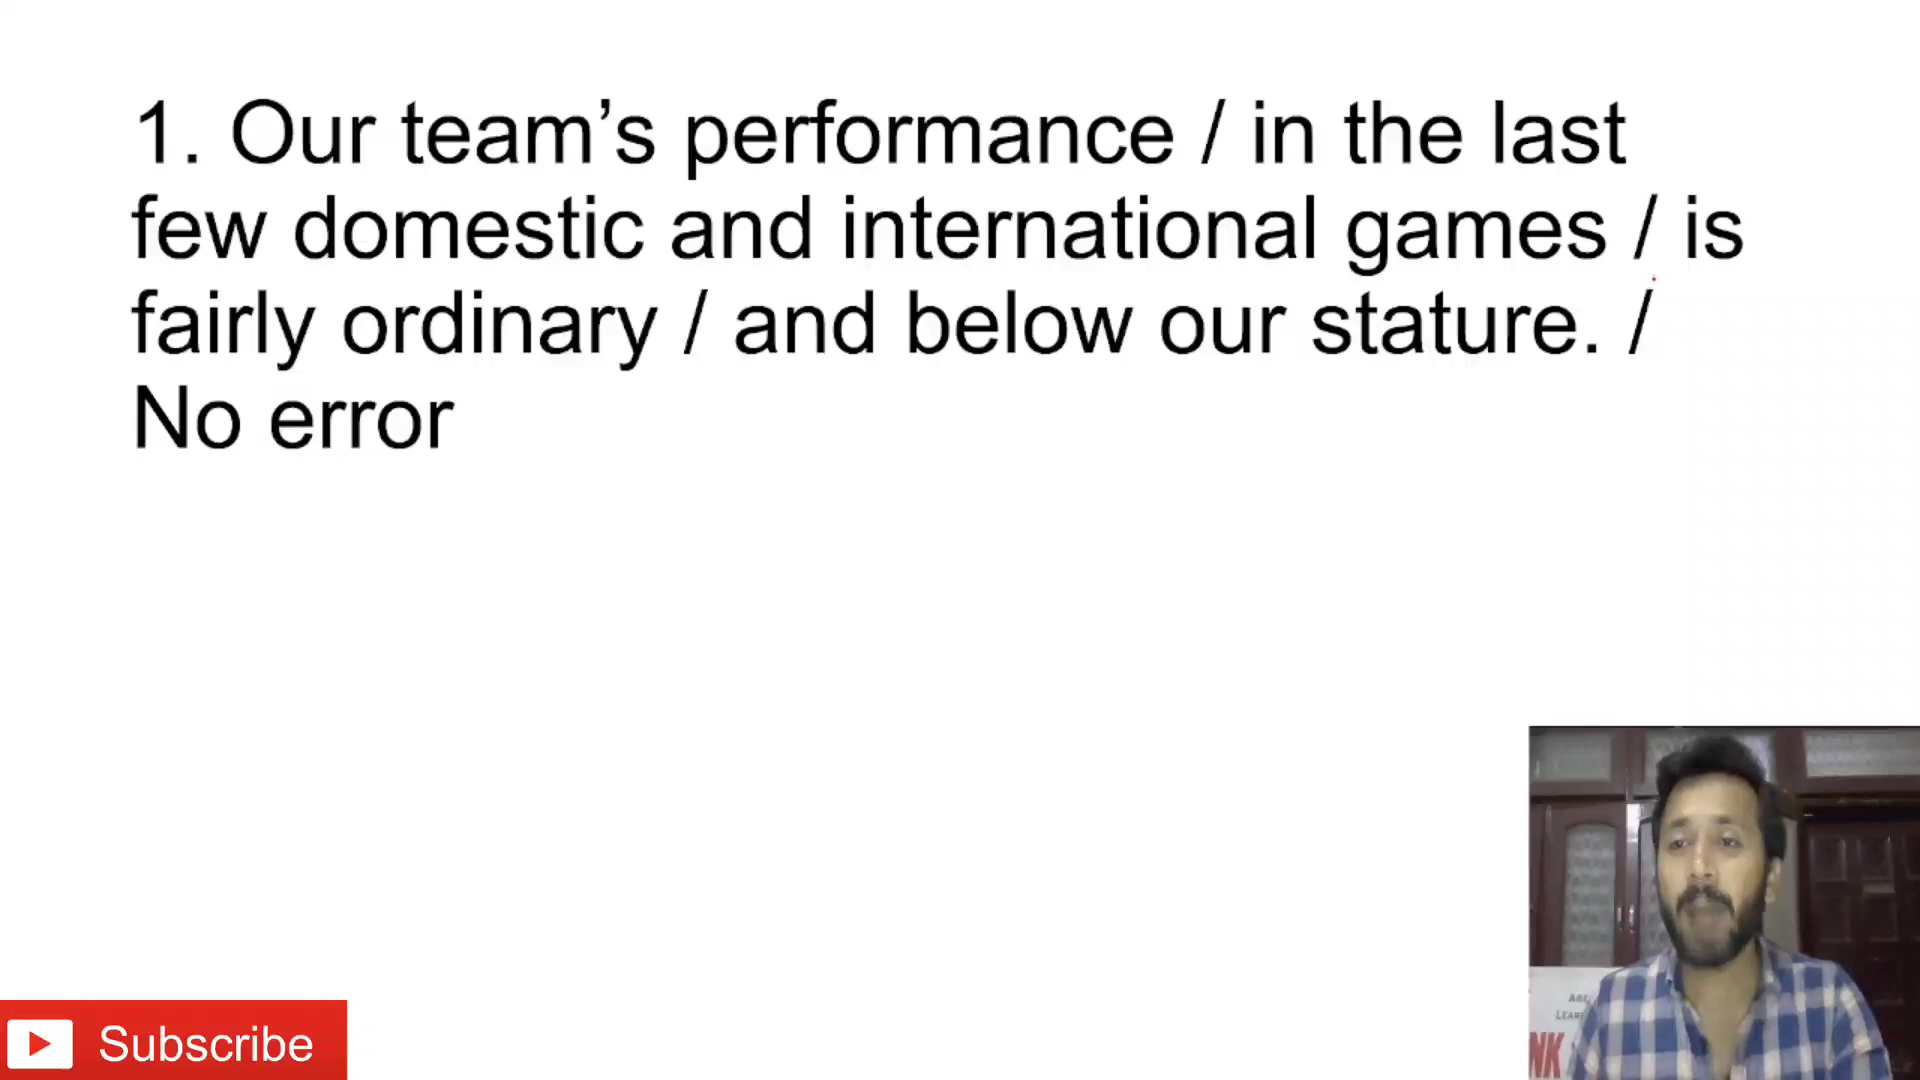 1. Our team’s performance / in the last
few domestic and international games / is
fairly ordinary / and below our stature. /
No error
Subscribe
NK